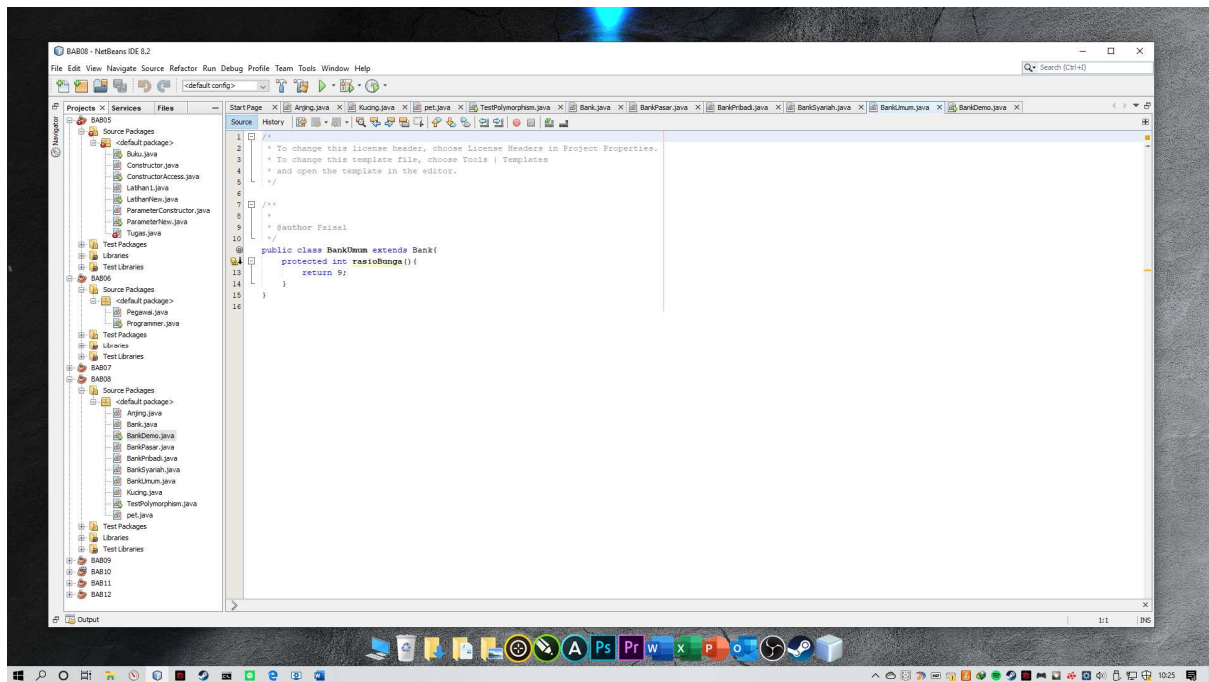 BAB08 - NetBeans IDE 8.2
File Edit View Navigate Source Refactor Run Debug Profile Team Tools Window Help
Search (Ctrl+I)
<default config>
Projects Services Files
Start Page Anjing.java Kucing.java pet.java TestPolymorphism.java Bank.java BankPasar.java BankPribadi.java BankSyariah.java BankUmum.java BankDemo.java
Source History
Navigator
BAB05
Source Packages
<default package>
Buku.java
Constructor.java
ConstructorAccess.java
Latihan1.java
LatihanNew.java
ParameterConstructor.java
ParameterNew.java
Tugas.java
Test Packages
Libraries
Test Libraries
BAB06
Source Packages
<default package>
Pegawai.java
Programmer.java
Test Packages
Libraries
Test Libraries
BAB07
BAB08
Source Packages
<default package>
Anjing.java
Bank.java
BankDemo.java
BankPasar.java
BankPribadi.java
BankSyariah.java
BankUmum.java
Kucing.java
TestPolymorphism.java
pet.java
Test Packages
Libraries
Test Libraries
BAB09
BAB10
BAB11
BAB12
1 /*
2 * To change this license header, choose License Headers in Project Properties.
3 * To change this template file, choose Tools | Templates
4 * and open the template in the editor.
5 */
6
7 /**
8 *
9 * @author Faisal
10 */
public class BankUmum extends Bank{
protected int rasioBunga(){
13 return 9;
14 }
15 }
16
Output
1:1 INS
A Ps Pr W X P O
10:25